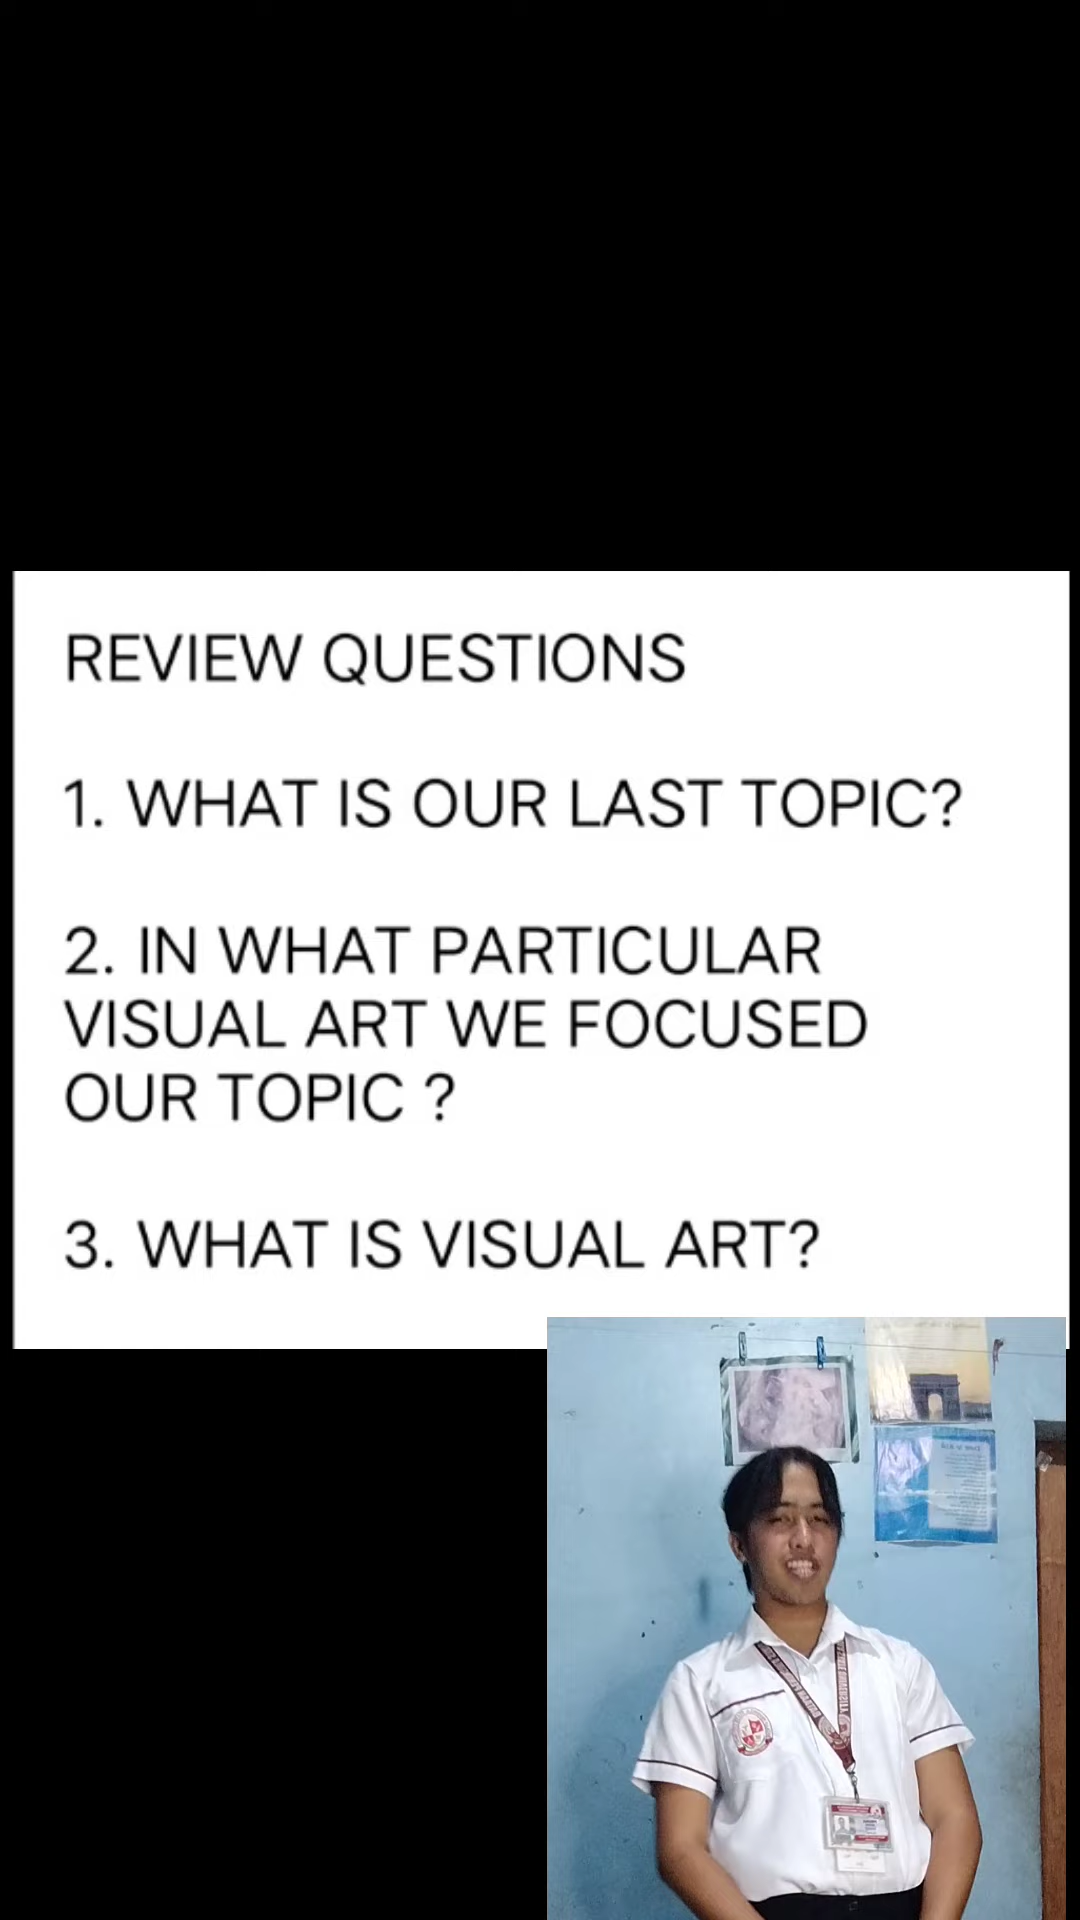 REVIEW QUESTIONS
1. WHAT IS OUR LAST TOPIC?
2. IN WHAT PARTICULAR
VISUAL ART WE FOCUSED
OUR TOPIC ?
3. WHAT IS VISUAL ART?